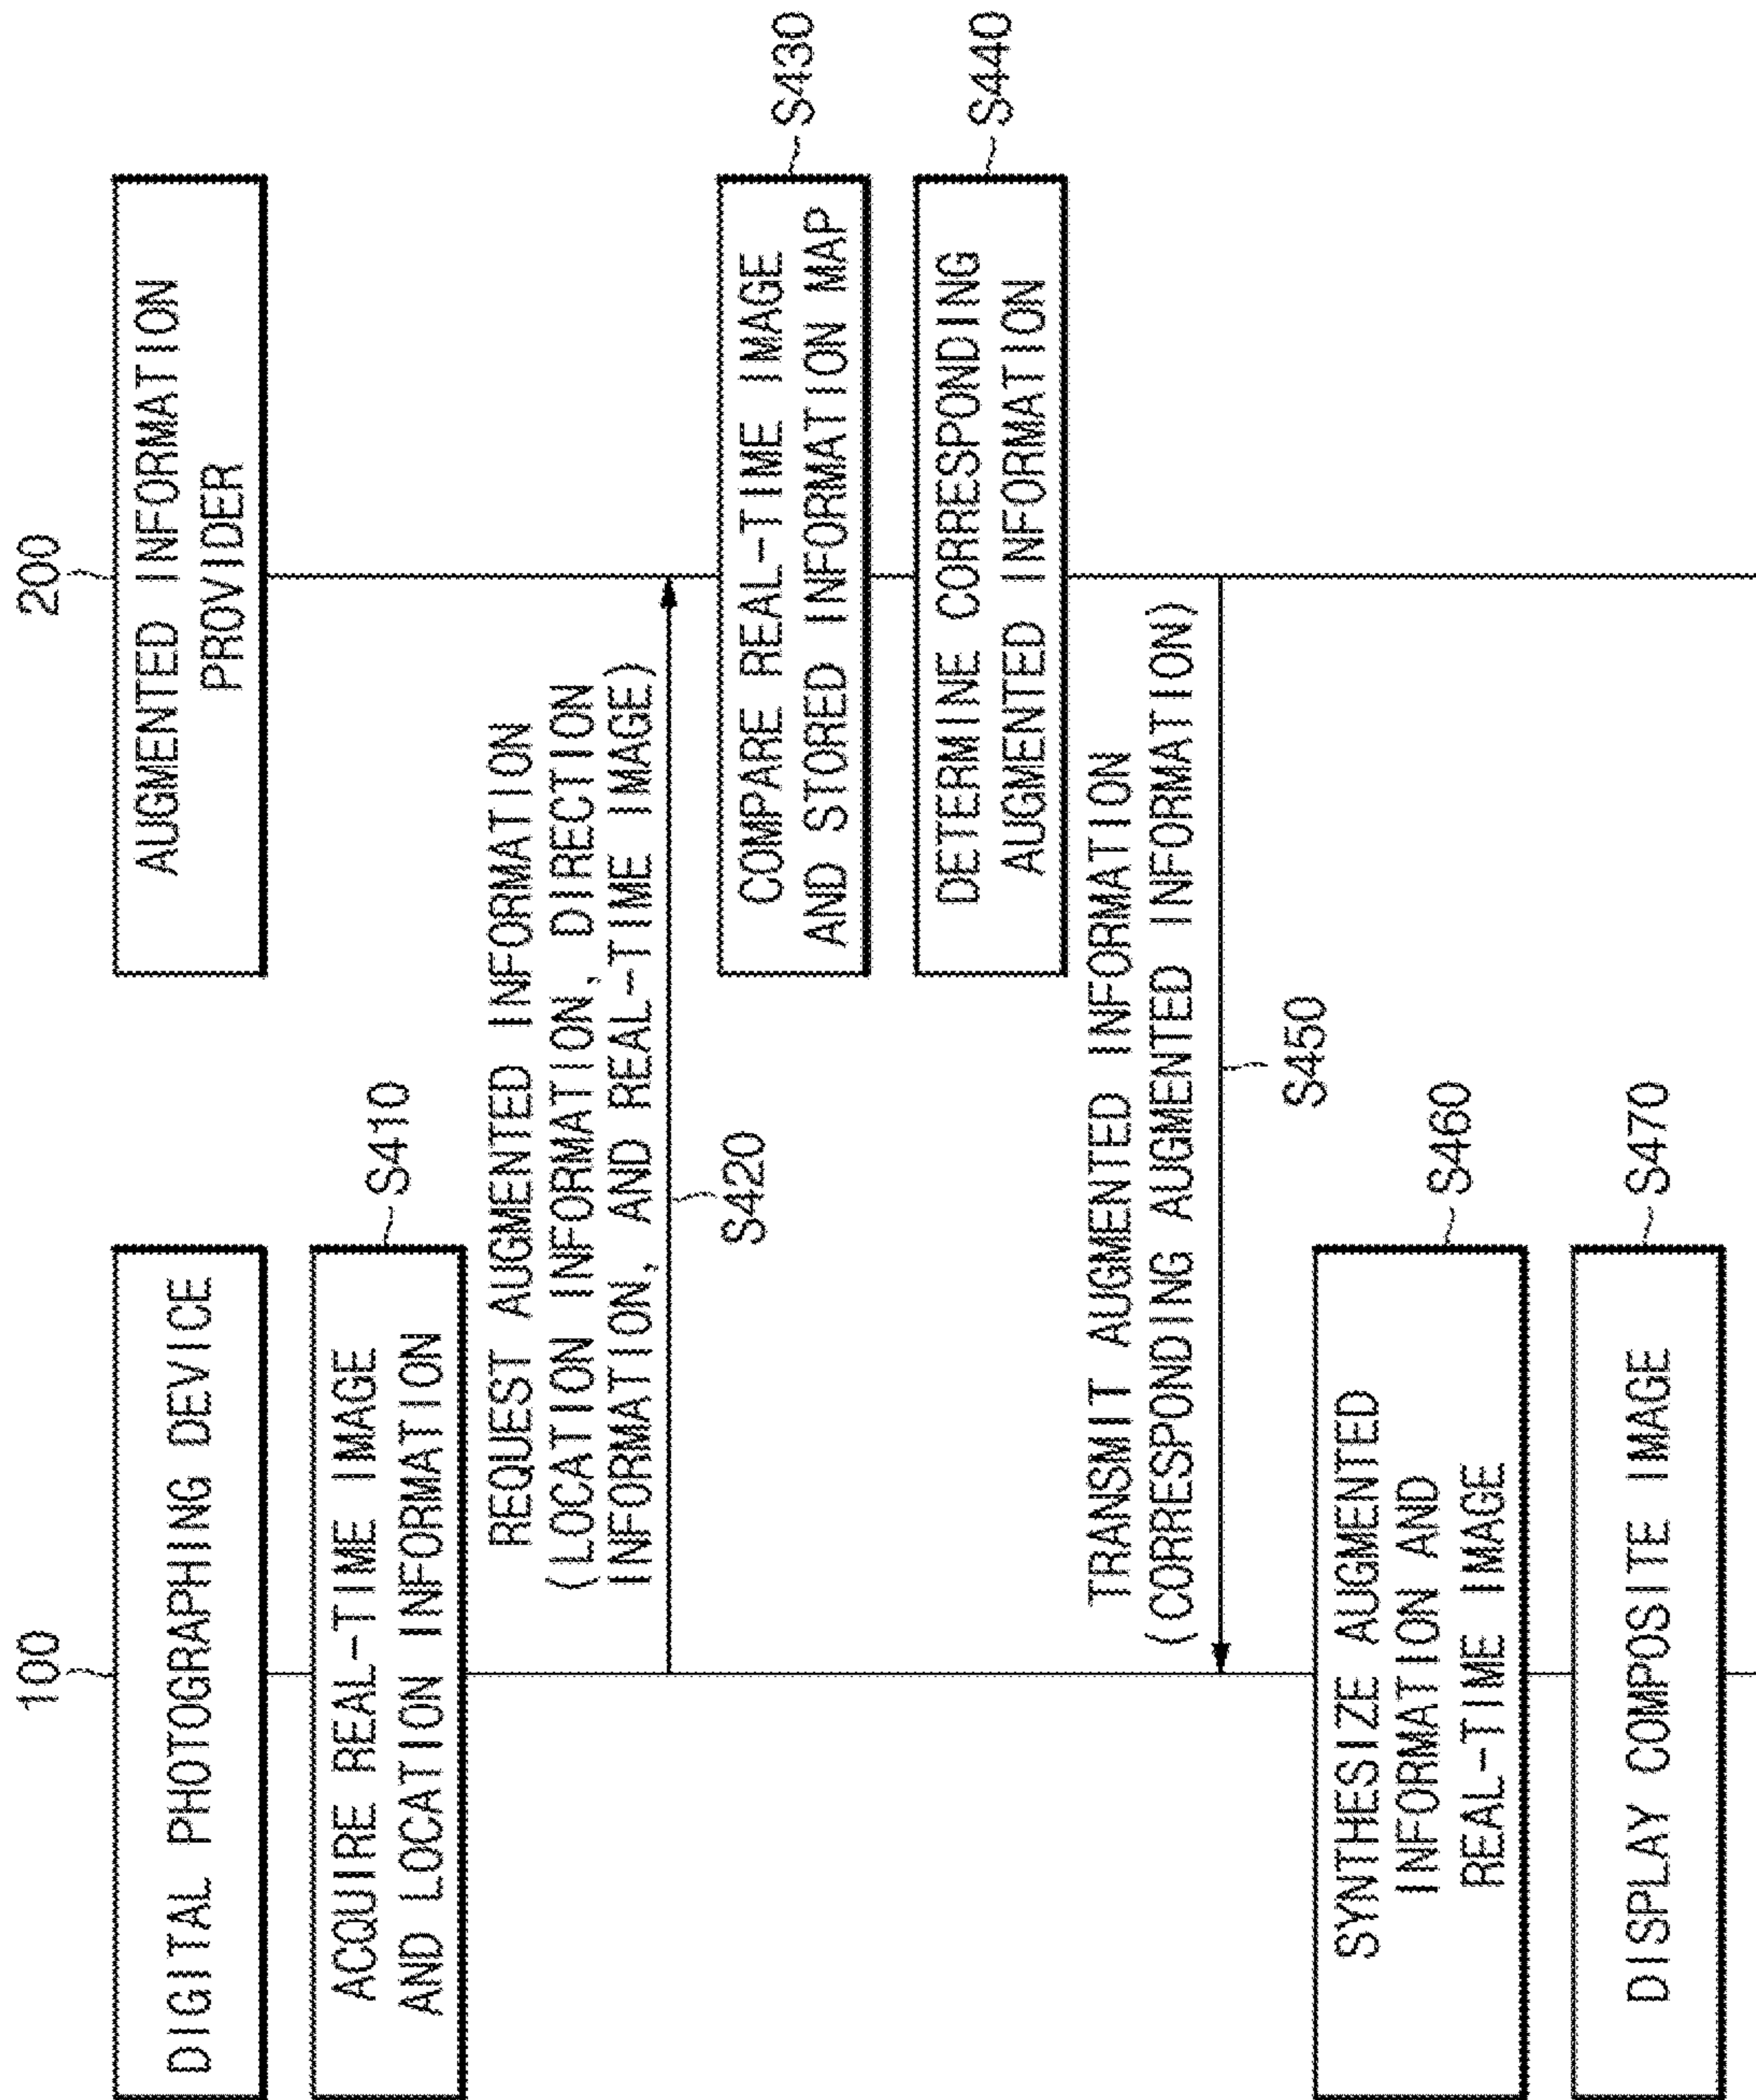 100
DIGITAL PHOTOGRAPHING DEVICE
200
AUGMENTED INFORMATION
PROVIDER
ACQUIRE REAL-TIME IMAGE
AND LOCATION INFORMATION
S410
REQUEST AUGMENTED INFORMATION
(LOCATION INFORMATION, DIRECTION
INFORMATION, AND REAL-TIME IMAGE)
S420
COMPARE REAL-TIME IMAGE
AND STORED INFORMATION MAP
S430
DETERMINE CORRESPONDING
AUGMENTED INFORMATION
S440
TRANSMIT AUGMENTED INFORMATION
(CORRESPONDING AUGMENTED INFORMATION)
S450
SYNTHESIZE AUGMENTED
INFORMATION AND
REAL-TIME IMAGE
S460
DISPLAY COMPOSITE IMAGE
S470